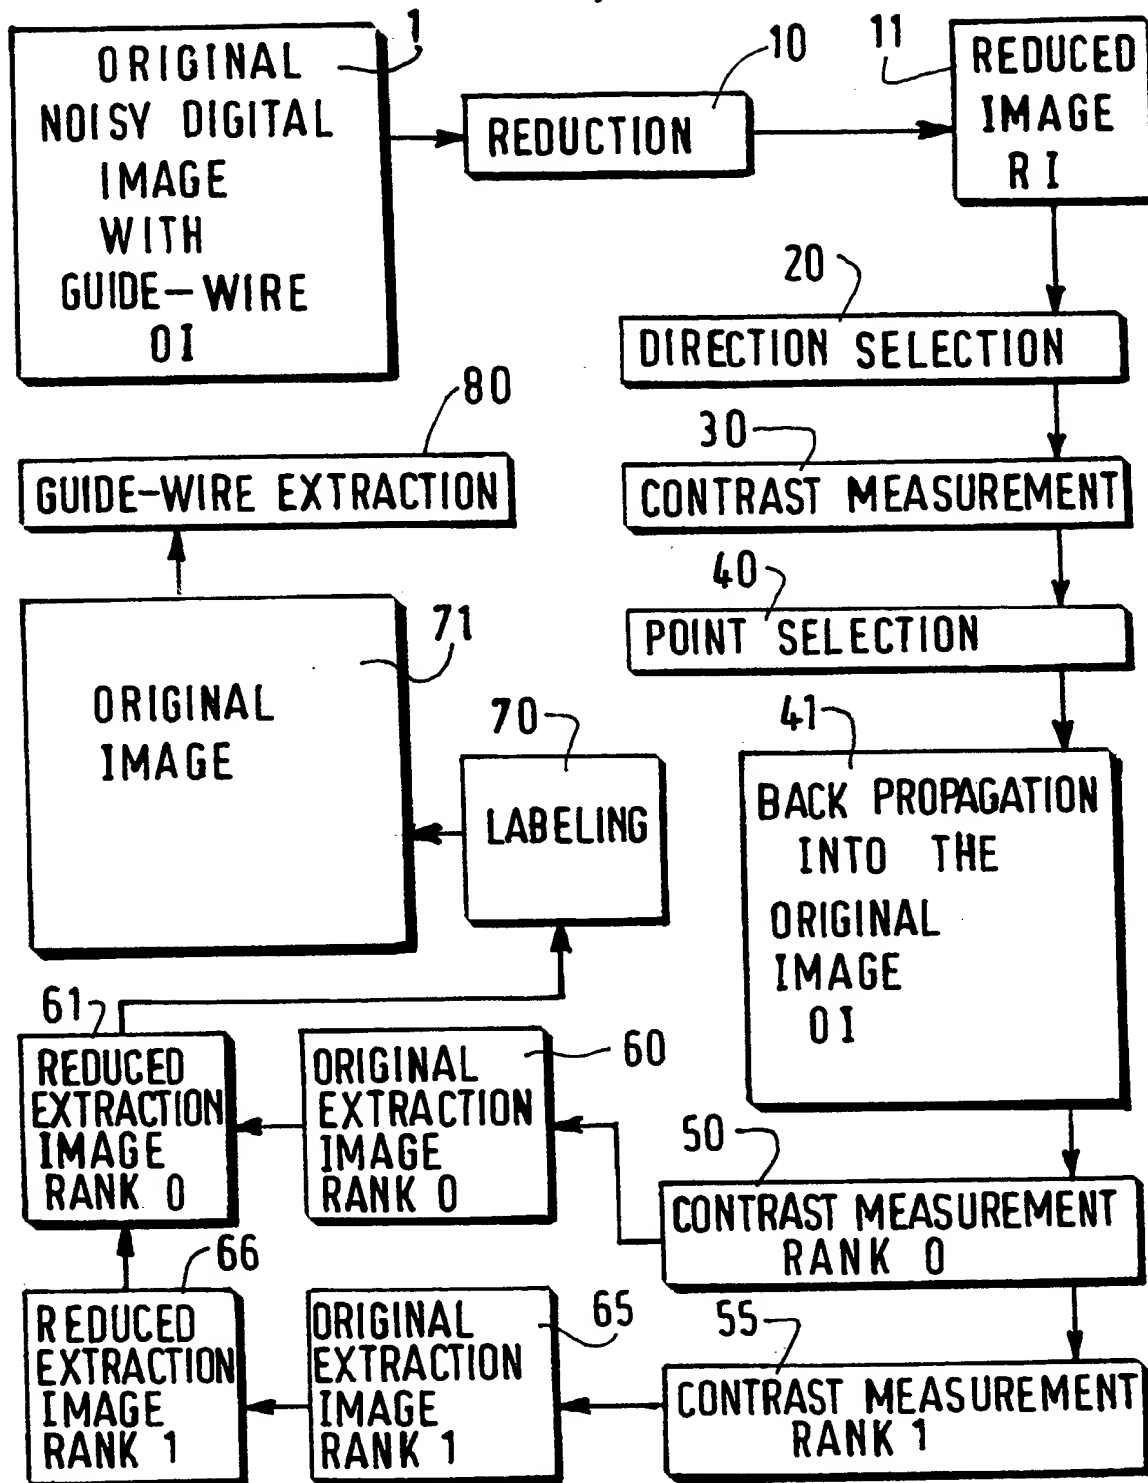 1
ORIGINAL
NOISY DIGITAL
IMAGE
WITH
GUIDE-WIRE
OI
10
REDUCTION
11
REDUCED
IMAGE
RI
20
DIRECTION SELECTION
30
CONTRAST MEASUREMENT
40
POINT SELECTION
41
BACK PROPAGATION
INTO THE
ORIGINAL
IMAGE
OI
50
CONTRAST MEASUREMENT
RANK 0
55
CONTRAST MEASUREMENT
RANK 1
60
ORIGINAL
EXTRACTION
IMAGE
RANK 0
65
ORIGINAL
EXTRACTION
IMAGE
RANK 1
61
REDUCED
EXTRACTION
IMAGE
RANK 0
66
REDUCED
EXTRACTION
IMAGE
RANK 1
70
LABELING
71
ORIGINAL
IMAGE
80
GUIDE-WIRE EXTRACTION